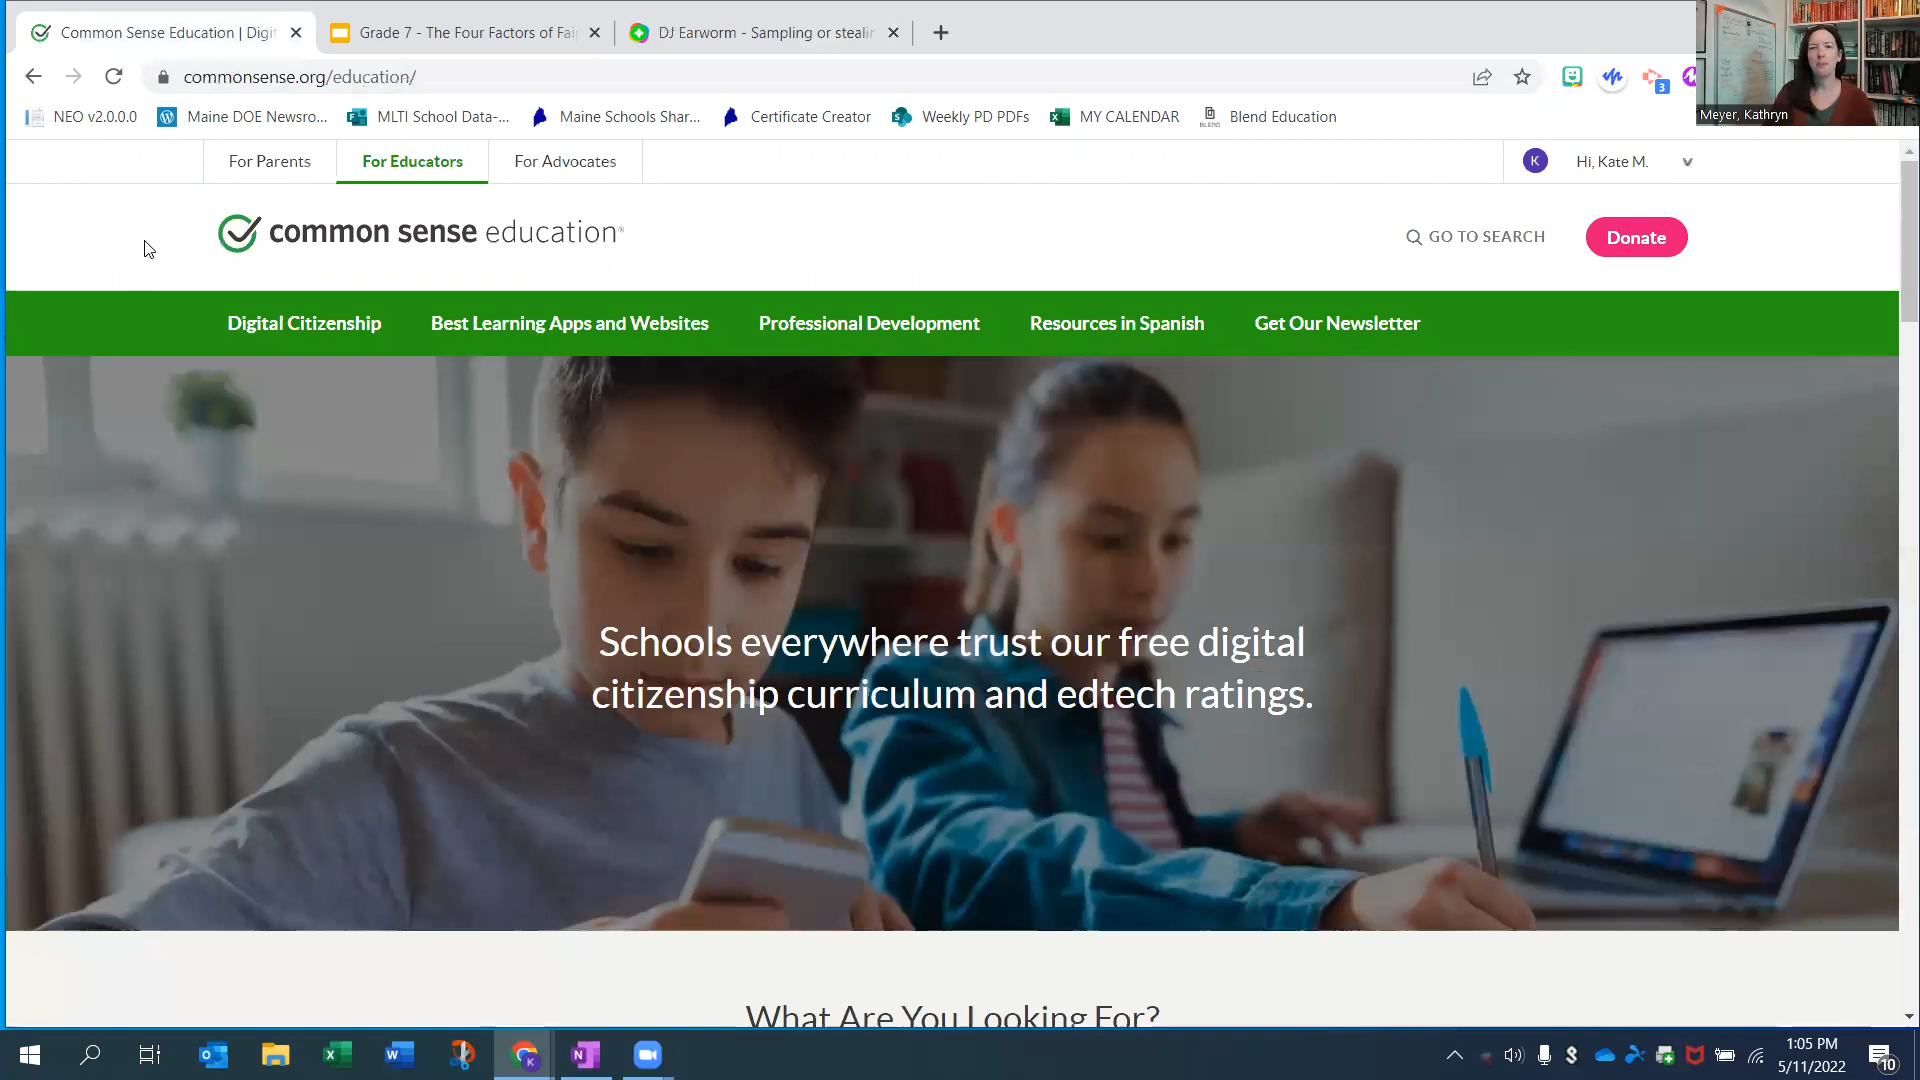 Common Sense Education | Digit
Grade 7 - The Four Factors of Fai
DJ Earworm - Sampling or steali
commonsense.org/education/
3
NEO v2.0.0.0
Maine DOE Newsro...
MLTI School Data-...
Maine Schools Shar...
Certificate Creator
Weekly PD PDFs
MY CALENDAR
BLEND
Blend Education
Meyer, Kathryn
For Parents
For Educators
For Advocates
K
Hi, Kate M.
common sense education®
GO TO SEARCH
Donate
Digital Citizenship
Best Learning Apps and Websites
Professional Development
Resources in Spanish
Get Our Newsletter
Schools everywhere trust our free digital
citizenship curriculum and edtech ratings.
What Are You Looking For?
1:05 PM
5/11/2022
10